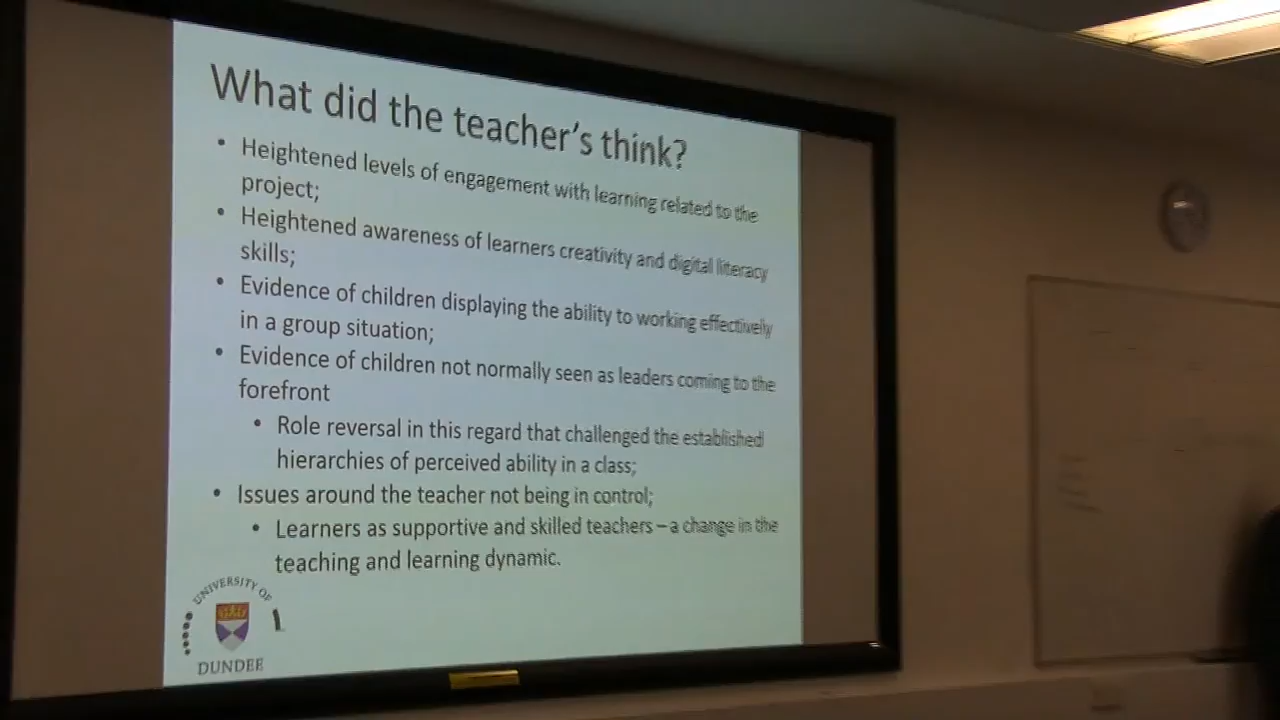 What did the teacher's think?
• Heightened levels of engagement with learning related to the
project;
• Heightened awareness of learners creativity and digital literacy
skills;
• Evidence of children displaying the ability to working effectively
in a group situation;
• Evidence of children not normally seen as leaders coming to the
forefront
• Role reversal in this regard that challenged the established
hierarchies of perceived ability in a class;
• Issues around the teacher not being in control;
• Learners as supportive and skilled teachers – a change in the
teaching and learning dynamic.
UNIVERSITY OF
DUNDEE